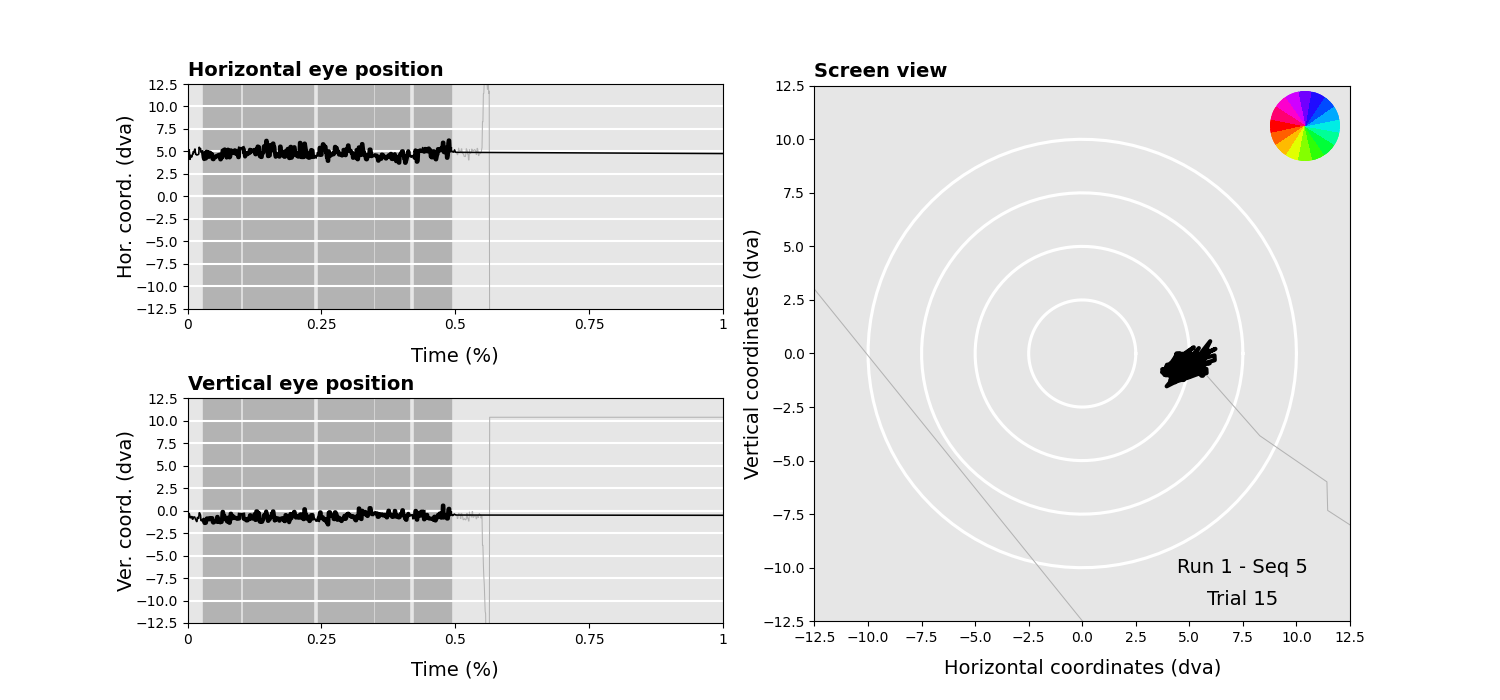 Horizontal eye position
12.5
10.0
7.5
5.0
2.5
0.0
−2.5
−5.0
−7.5
−10.0
−12.5
Hor. coord. (dva)
0 0.25 0.5 0.75 1
Time (%)
Vertical eye position
12.5
10.0
7.5
5.0
2.5
0.0
−2.5
−5.0
−7.5
−10.0
−12.5
Ver. coord. (dva)
0 0.25 0.5 0.75 1
Time (%)
Screen view
12.5
10.0
7.5
5.0
2.5
0.0
−2.5
−5.0
−7.5
−10.0
−12.5
Vertical coordinates (dva)
Run 1 - Seq 5
Trial 15
−12.5 −10.0 −7.5 −5.0 −2.5 0.0 2.5 5.0 7.5 10.0 12.5
Horizontal coordinates (dva)